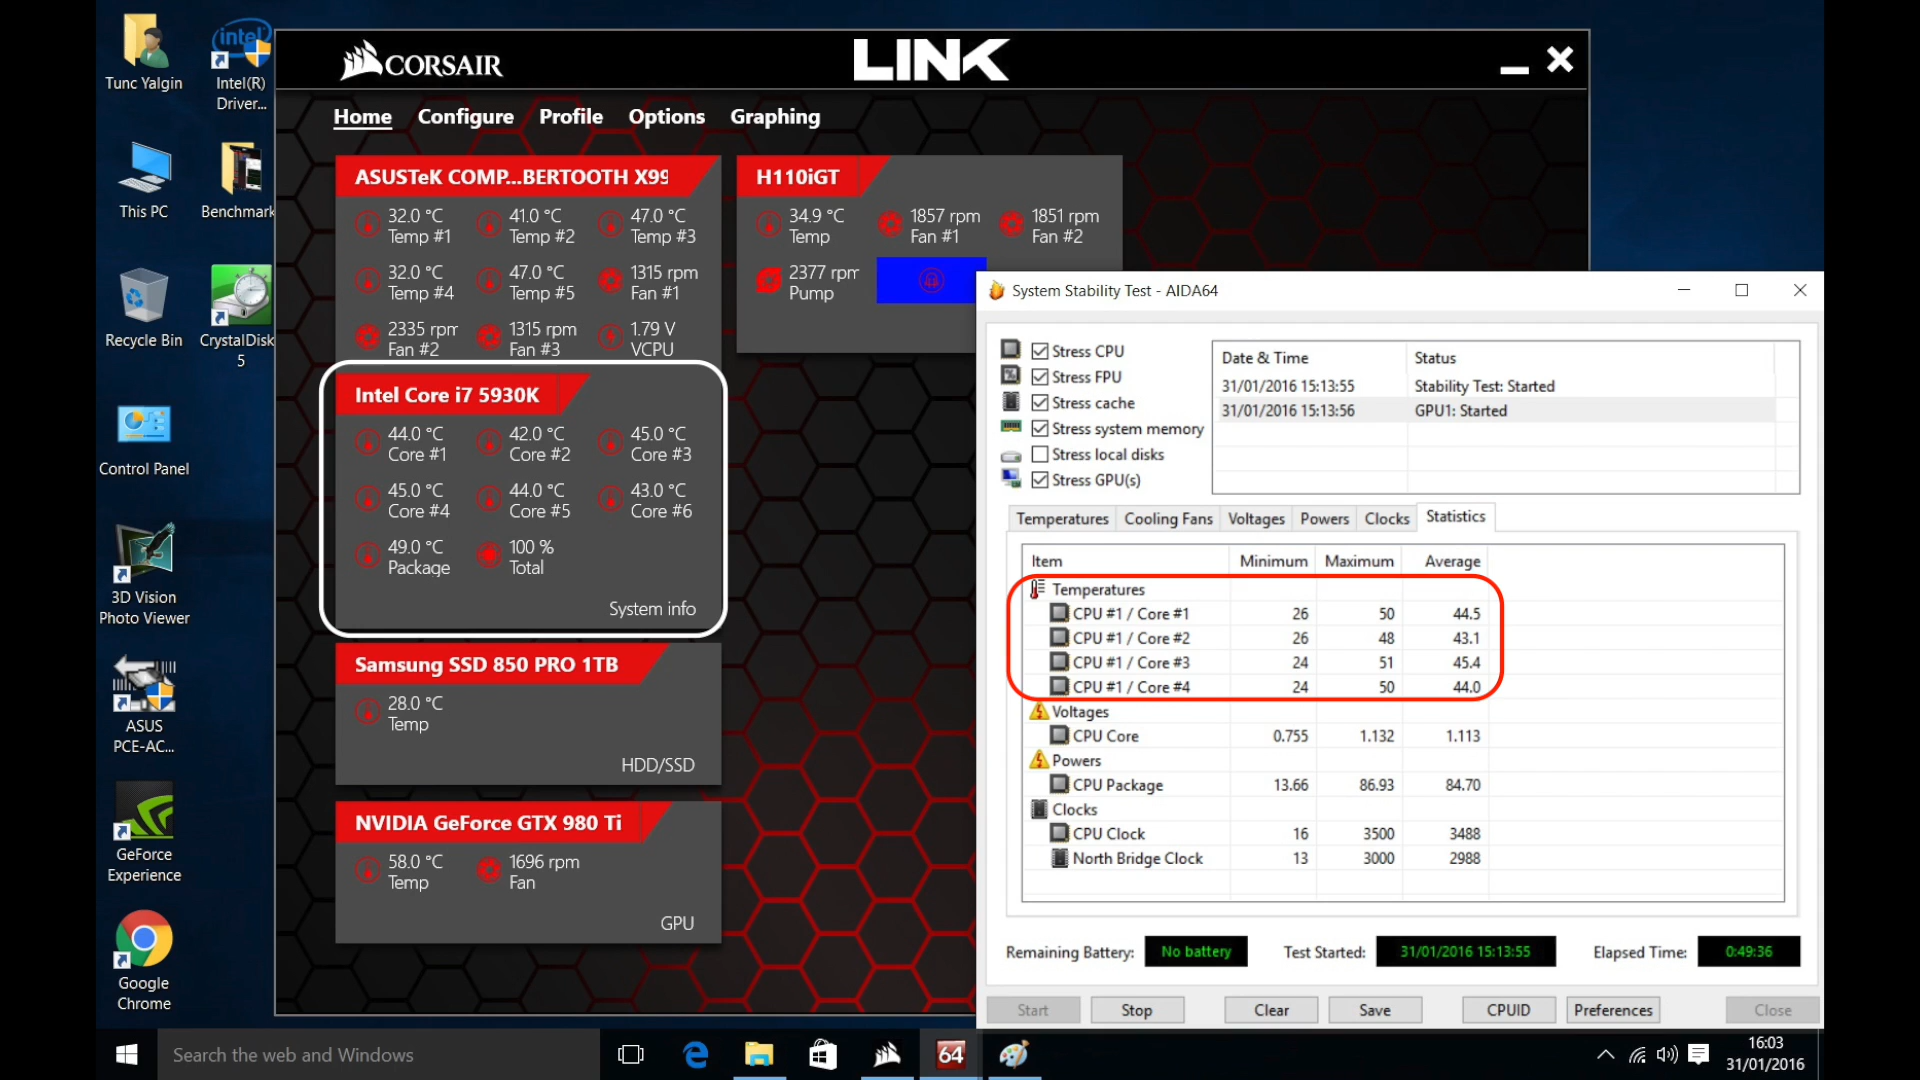 Tunc Yalgin
Intel(R)
Driver...
This PC
Benchmark
Recycle Bin
CrystalDisk
5
Control Panel
3D Vision
Photo Viewer
ASUS
PCE-AC...
GeForce
Experience
Google
Chrome
CORSAIR
LINK
Home Configure Profile Options Graphing
ASUSTeK COMP...BERTOOTH X99
32.0 °C 41.0 °C 47.0 °C
Temp #1 Temp #2 Temp #3
32.0 °C 47.0 °C 1315 rpm
Temp #4 Temp #5 Fan #1
2335 rpm 1315 rpm 1.79 V
Fan #2 Fan #3 VCPU
H110iGT
34.9 °C 1857 rpm 1851 rpm
Temp Fan #1 Fan #2
2377 rpm
Pump
Intel Core i7 5930K
44.0 °C 42.0 °C 45.0 °C
Core #1 Core #2 Core #3
45.0 °C 44.0 °C 43.0 °C
Core #4 Core #5 Core #6
49.0 °C 100 %
Package Total
System info
Samsung SSD 850 PRO 1TB
28.0 °C
Temp
HDD/SSD
NVIDIA GeForce GTX 980 Ti
58.0 °C 1696 rpm
Temp Fan
GPU
System Stability Test - AIDA64
Stress CPU
Stress FPU
Stress cache
Stress system memory
Stress local disks
Stress GPU(s)
Date & Time Status
31/01/2016 15:13:55 Stability Test: Started
31/01/2016 15:13:56 GPU1: Started
Temperatures Cooling Fans Voltages Powers Clocks Statistics
Item Minimum Maximum Average
Temperatures
CPU #1 / Core #1 26 50 44.5
CPU #1 / Core #2 26 48 43.1
CPU #1 / Core #3 24 51 45.4
CPU #1 / Core #4 24 50 44.0
Voltages
CPU Core 0.755 1.132 1.113
Powers
CPU Package 13.66 86.93 84.70
Clocks
CPU Clock 16 3500 3488
North Bridge Clock 13 3000 2988
Remaining Battery: No battery Test Started: 31/01/2016 15:13:55 Elapsed Time: 0:49:36
Start Stop Clear Save CPUID Preferences Close
Search the web and Windows
64
16:03
31/01/2016